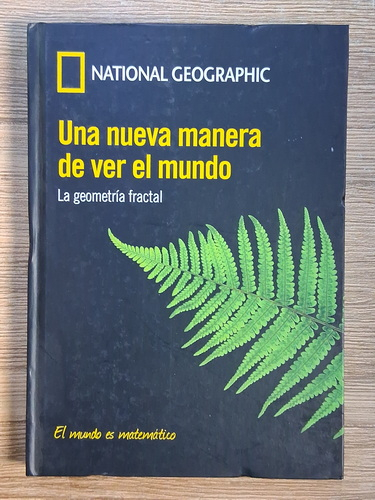 NATIONAL GEOGRAPHIC
Una nueva manera
de ver el mundo
La geometría fractal
El mundo es matemático